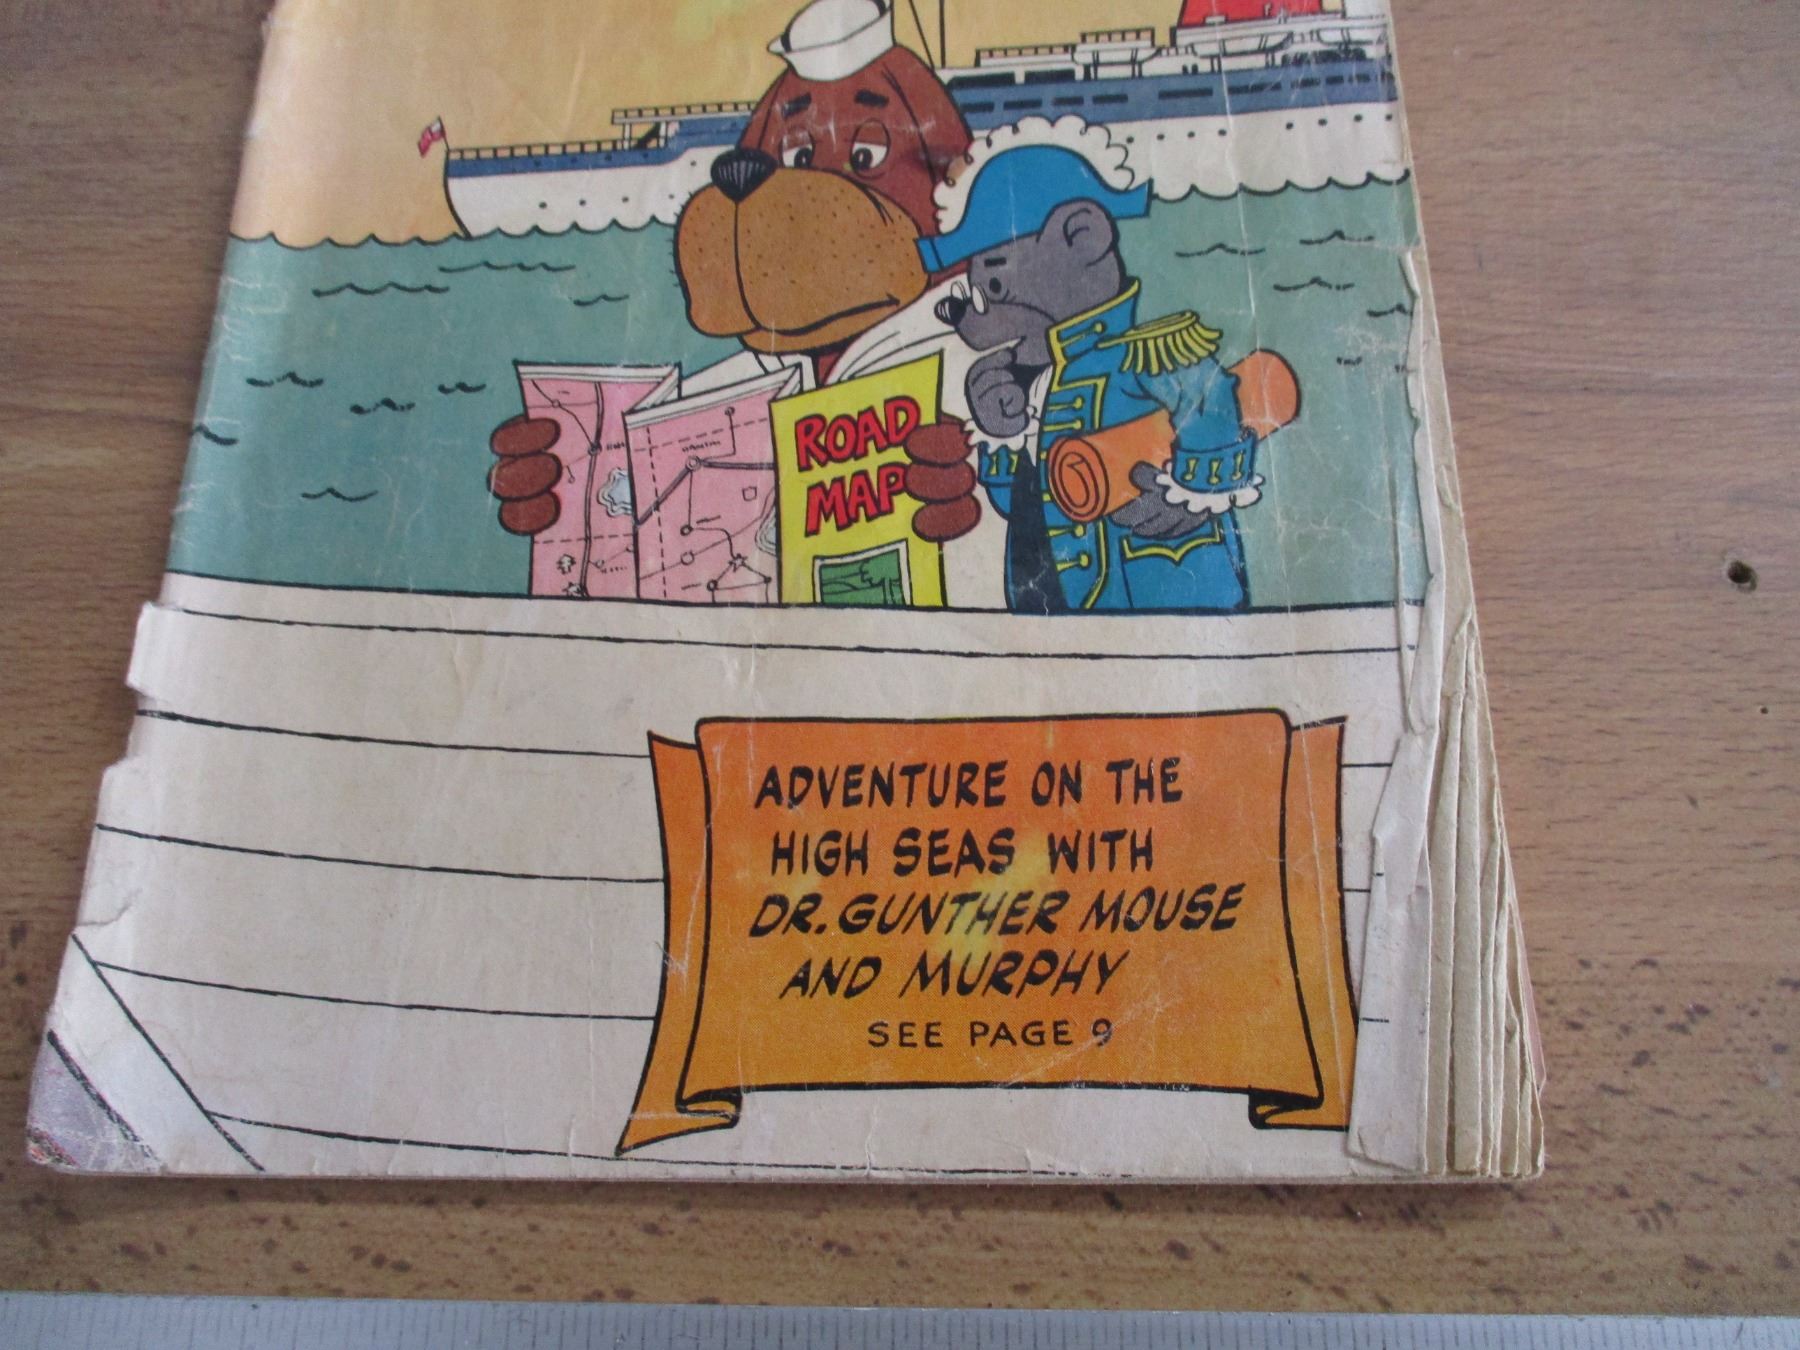 ROAD
MAP
ADVENTURE ON THE
HIGH SEAS WITH
DR. GUNTHER MOUSE
AND MURPHY
SEE PAGE 9